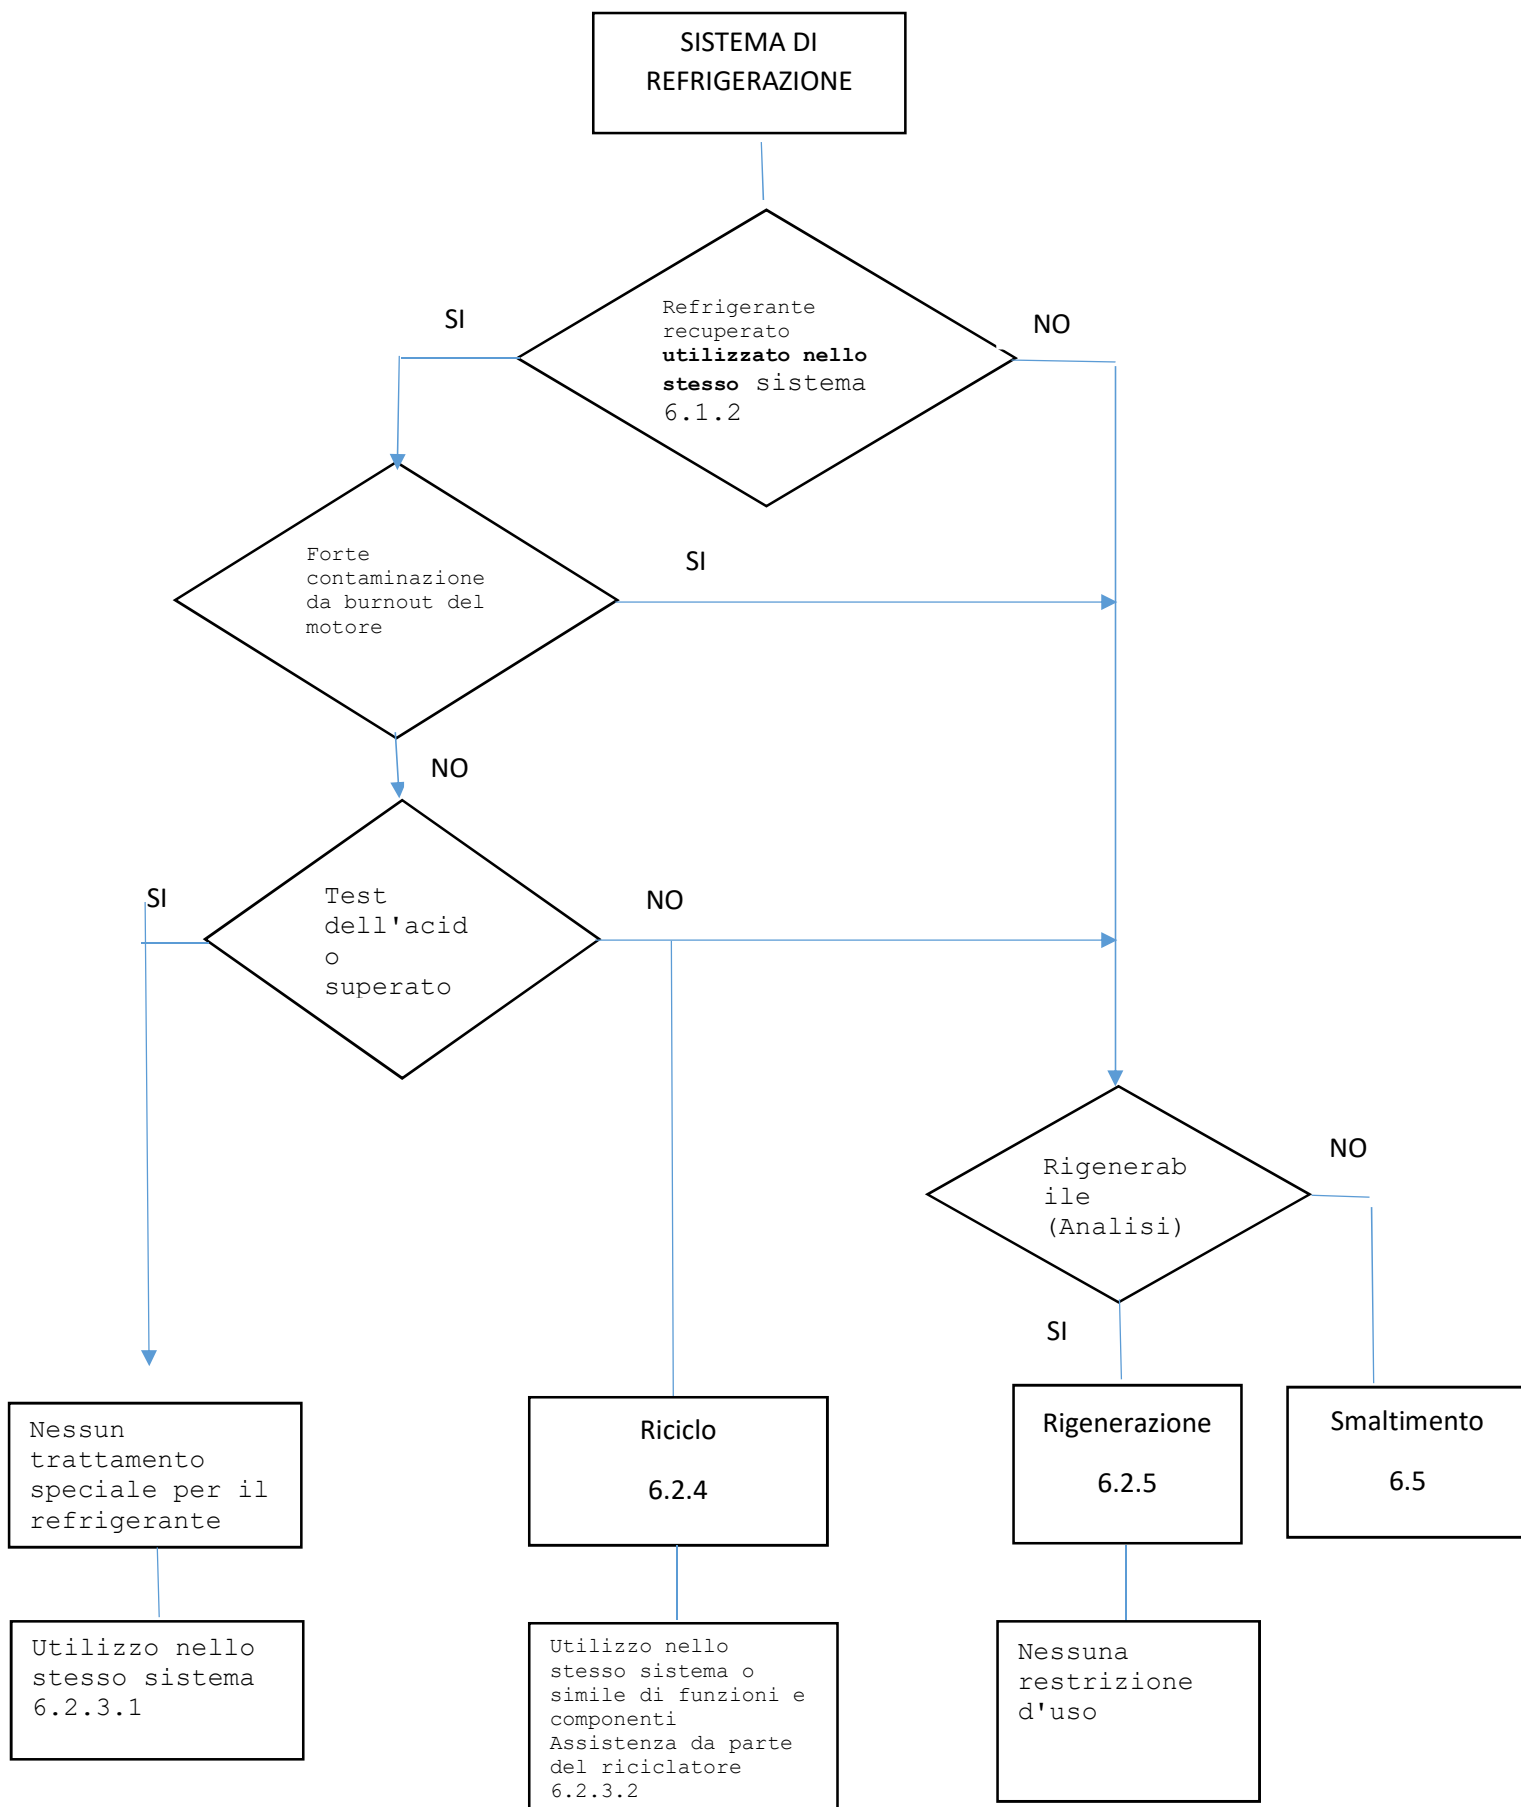 SISTEMA DI
REFRIGERAZIONE
SI
NO
Refrigerante
recuperato
utilizzato nello
stesso sistema
6.1.2
Forte
contaminazione
da burnout del
motore
SI
NO
SI
Test
dell'acid
o
superato
NO
Rigenerab
ile
(Analisi)
NO
SI
Nessun
trattamento
speciale per il
refrigerante
Riciclo
6.2.4
Rigenerazione
6.2.5
Smaltimento
6.5
Utilizzo nello
stesso sistema
6.2.3.1
Utilizzo nello
stesso sistema o
simile di funzioni e
componenti
Assistenza da parte
del riciclatore
6.2.3.2
Nessuna
restrizione
d'uso